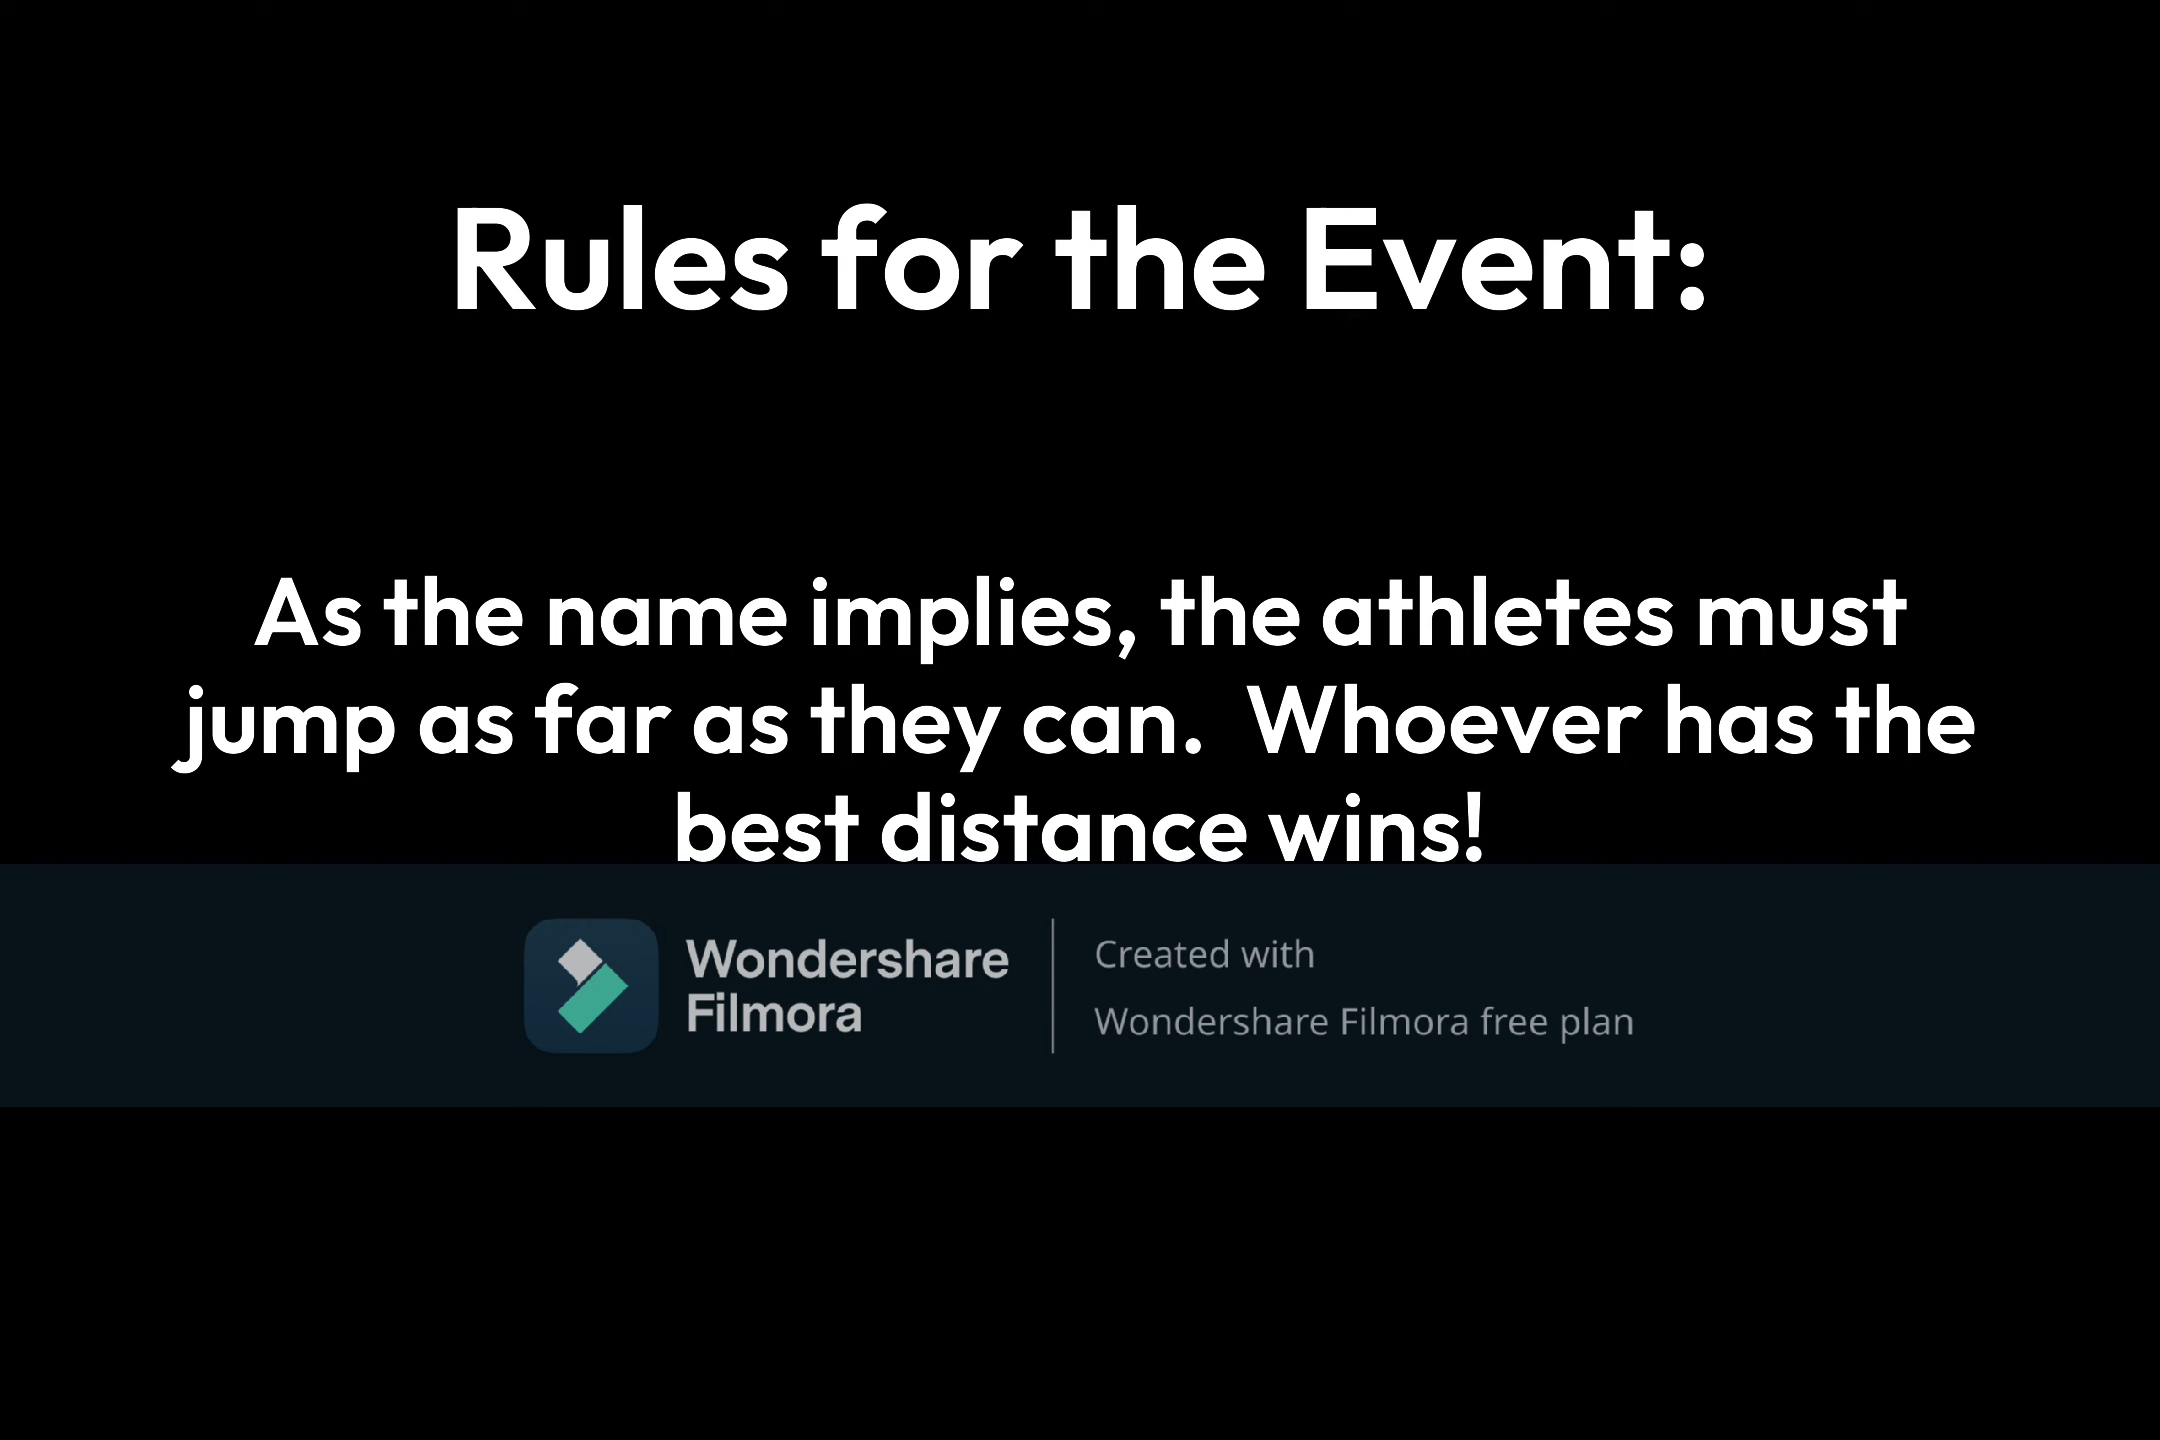 Rules for the Event:
As the name implies, the athletes must
jump as far as they can.  Whoever has the
best distance wins!
Wondershare
Filmora
Created with
Wondershare Filmora free plan